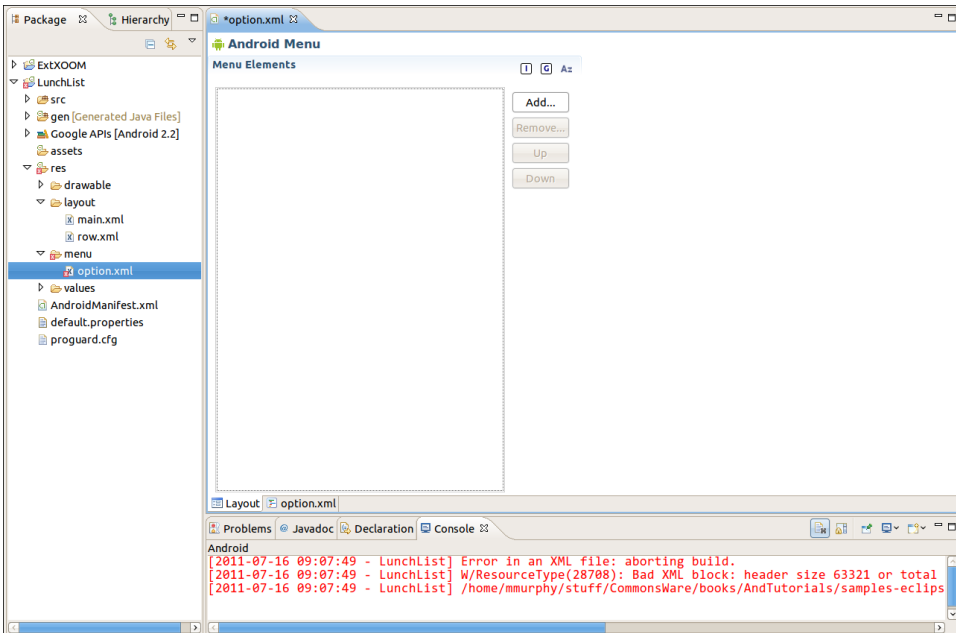 Package
Hierarchy
*option.xml
Android Menu
Menu Elements
I G Az
Add...
Remove...
Up
Down
ExtXOOM
LunchList
src
gen [Generated Java Files]
Google APIs [Android 2.2]
assets
res
drawable
layout
main.xml
row.xml
menu
option.xml
values
AndroidManifest.xml
default.properties
proguard.cfg
Layout
option.xml
Problems
@ Javadoc
Declaration
Console
Android
[2011-07-16 09:07:49 - LunchList] Error in an XML file: aborting build.
[2011-07-16 09:07:49 - LunchList] W/ResourceType(28708): Bad XML block: header size 63321 or total
[2011-07-16 09:07:49 - LunchList] /home/mmurphy/stuff/CommonsWare/books/AndTutorials/samples-eclips